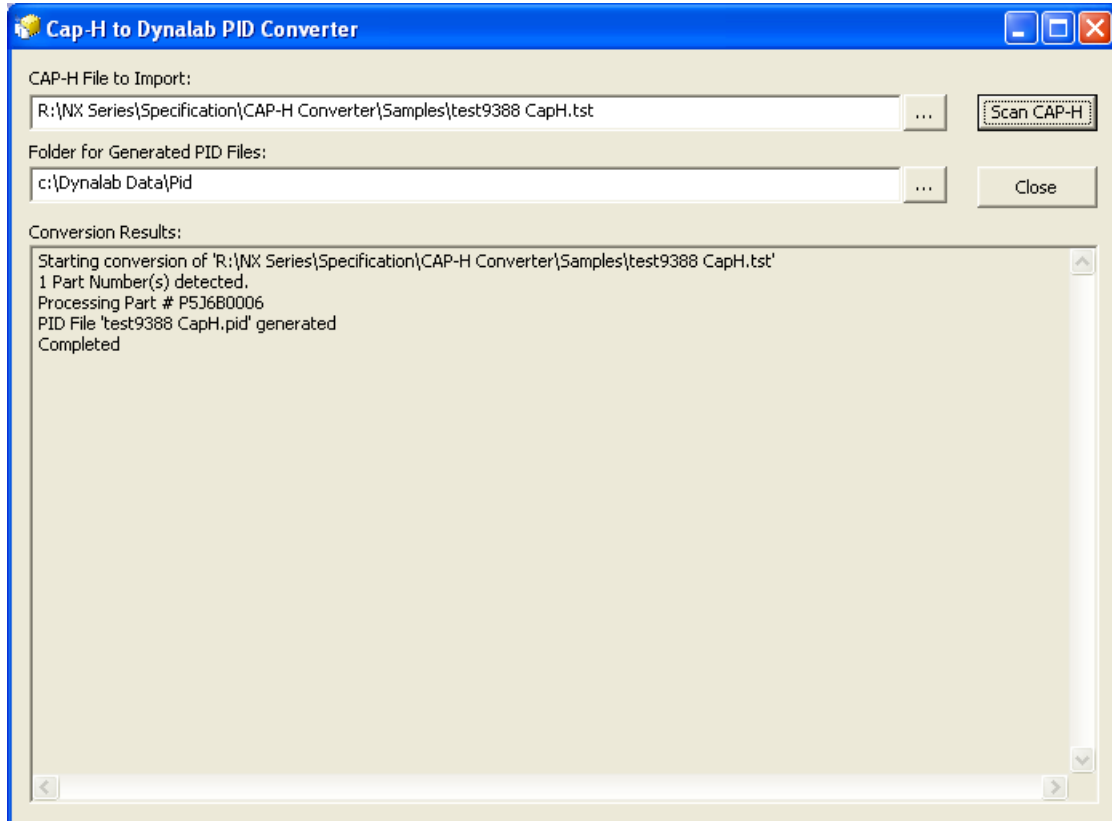 Cap-H to Dynalab PID Converter
CAP-H File to Import:
R:\NX Series\Specification\CAP-H Converter\Samples\test9388 CapH.tst
...
Scan CAP-H
Folder for Generated PID Files:
c:\Dynalab Data\Pid
...
Close
Conversion Results:
Starting conversion of 'R:\NX Series\Specification\CAP-H Converter\Samples\test9388 CapH.tst'
1 Part Number(s) detected.
Processing Part # P5J6B0006
PID File 'test9388 CapH.pid' generated
Completed